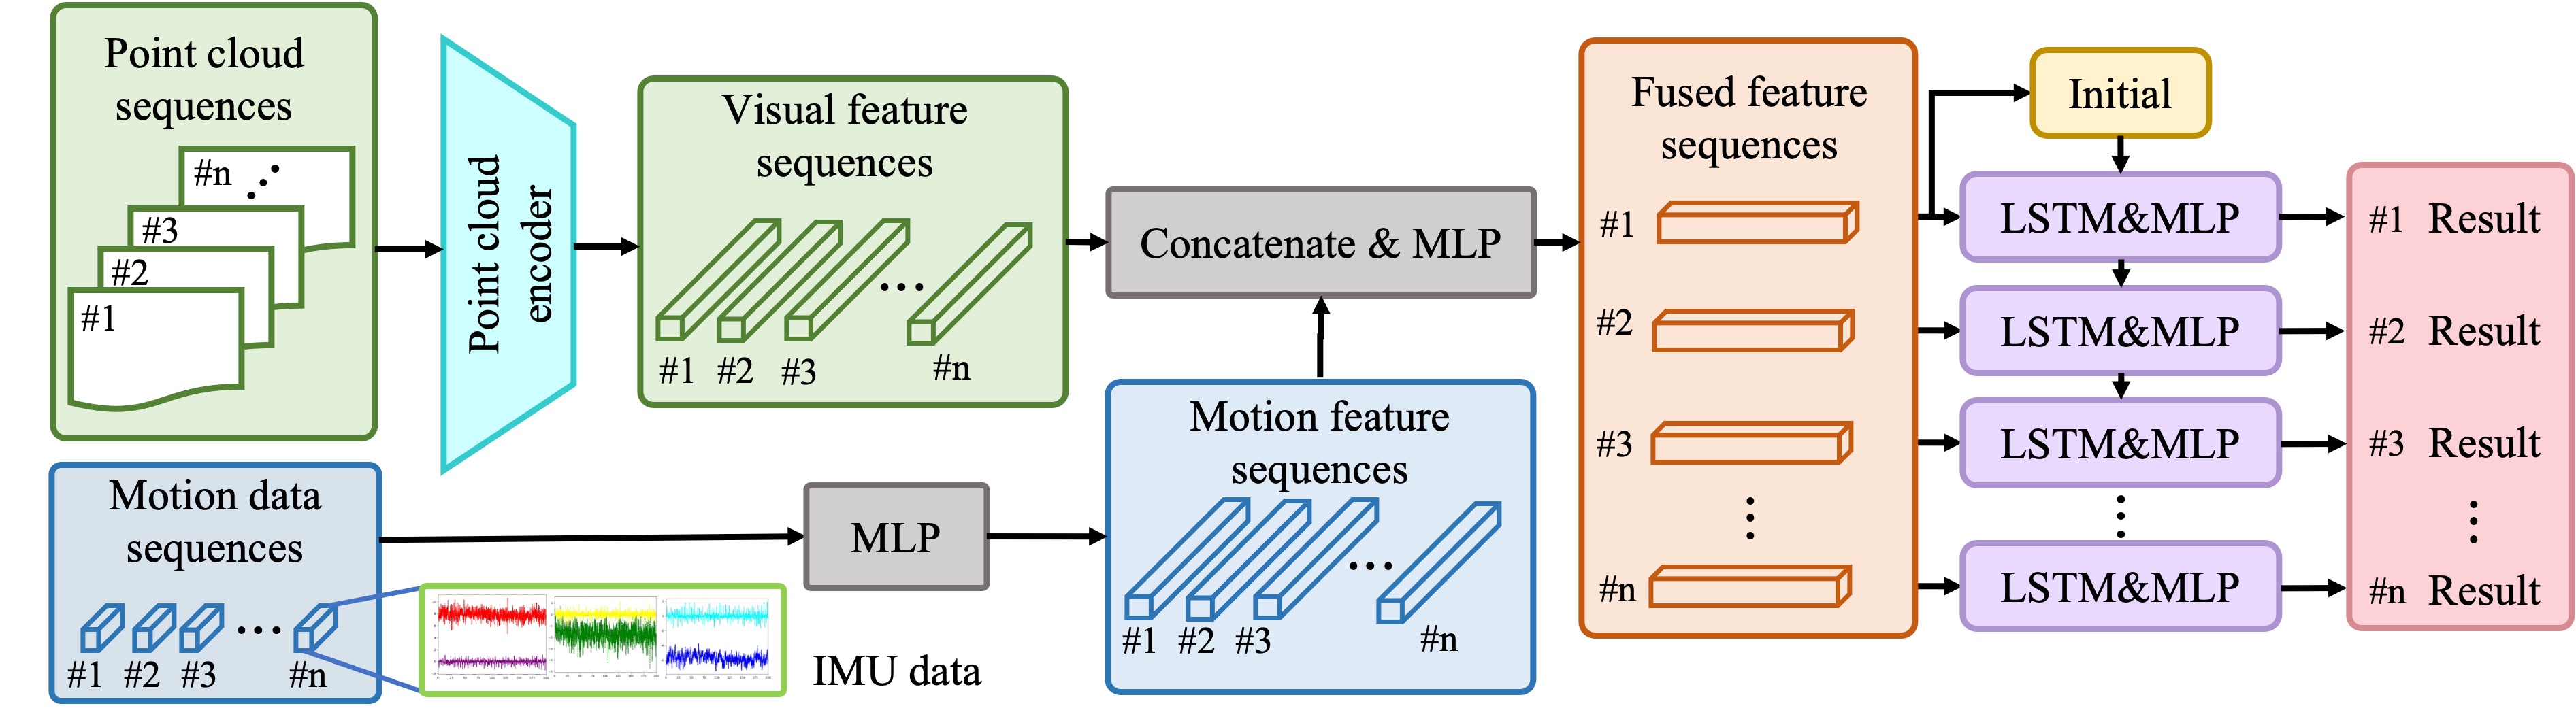 Point cloud
sequences
#n
#3
#2
#1
Point cloud
encoder
Visual feature
sequences
#1 #2 #3 #n
Concatenate & MLP
Motion data
sequences
#1 #2 #3 #n
IMU data
MLP
Motion feature
sequences
#1 #2 #3 #n
Fused feature
sequences
#1
#2
#3
#n
Initial
LSTM&MLP
LSTM&MLP
LSTM&MLP
LSTM&MLP
#1 Result
#2 Result
#3 Result
#n Result